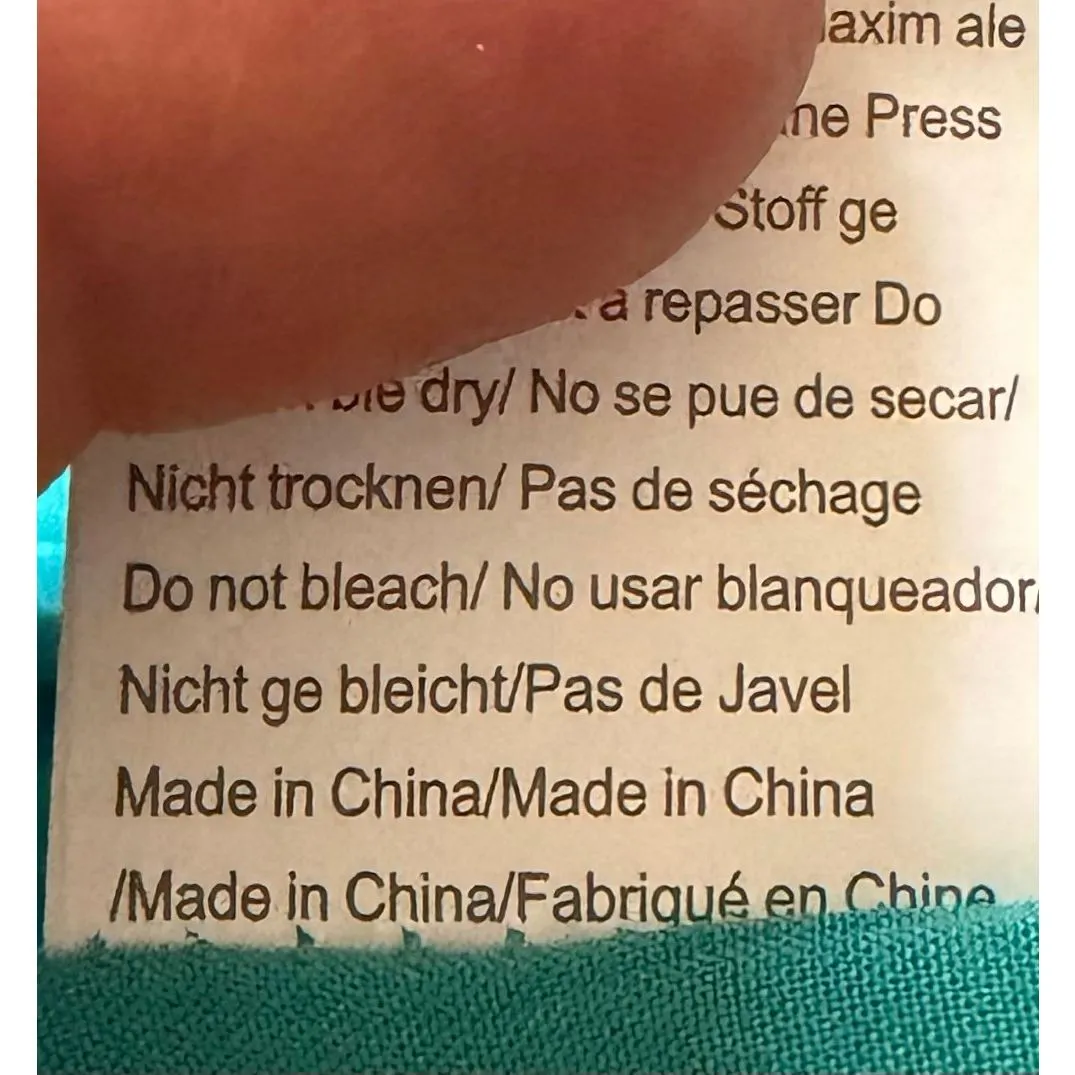 ale
Press
Stoff ge
à repasser Do
dry/ No se pue de secar/
Nicht trocknen/ Pas de séchage
Do not bleach/ No usar blanqueador/
Nicht ge bleicht/Pas de Javel
Made in China/Made in China
/Made in China/Fabriqué en Chine